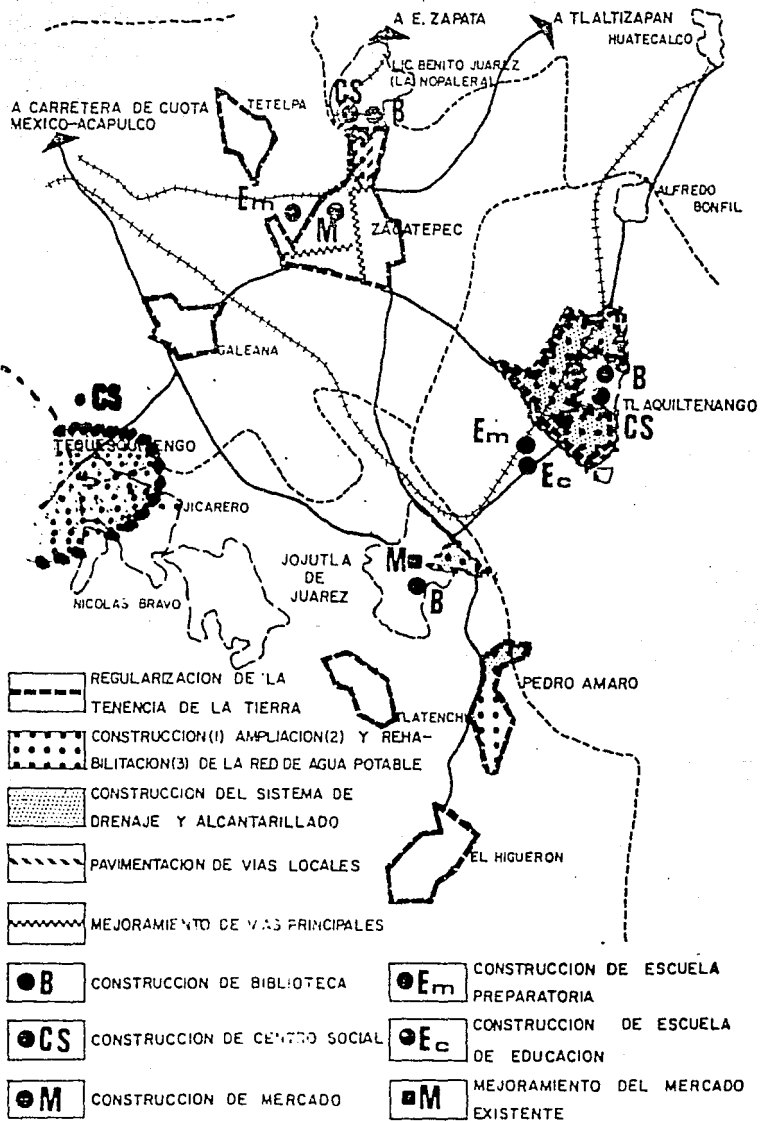 A E. ZAPATA
A TLALTIZAPAN
HUATECALCO
LIC. BENITO JUAREZ
(LA NOPALERA)
CS
B
A CARRETERA DE CUOTA
MEXICO-ACAPULCO
TETELPA
Em
M
ZACATEPEC
ALFREDO
BONFIL
GALEANA
B
TLAQUILTENANGO
CS
CS
TEQUESQUITENGO
Em
Ec
JICARERO
JOJUTLA
DE
JUAREZ
M
B
NICOLAS BRAVO
PEDRO AMARO
TLATENCHI
EL HIGUERON
REGULARIZACION DE LA
TENENCIA DE LA TIERRA
CONSTRUCCION(1) AMPLIACION(2) Y REHA-
BILITACION(3) DE LA RED DE AGUA POTABLE
CONSTRUCCION DEL SISTEMA DE
DRENAJE Y ALCANTARILLADO
PAVIMENTACION DE VIAS LOCALES
MEJORAMIENTO DE VIAS PRINCIPALES
B CONSTRUCCION DE BIBLIOTECA
CS CONSTRUCCION DE CENTRO SOCIAL
M CONSTRUCCION DE MERCADO
Em CONSTRUCCION DE ESCUELA
PREPARATORIA
Ec CONSTRUCCION DE ESCUELA
DE EDUCACION
M MEJORAMIENTO DEL MERCADO
EXISTENTE